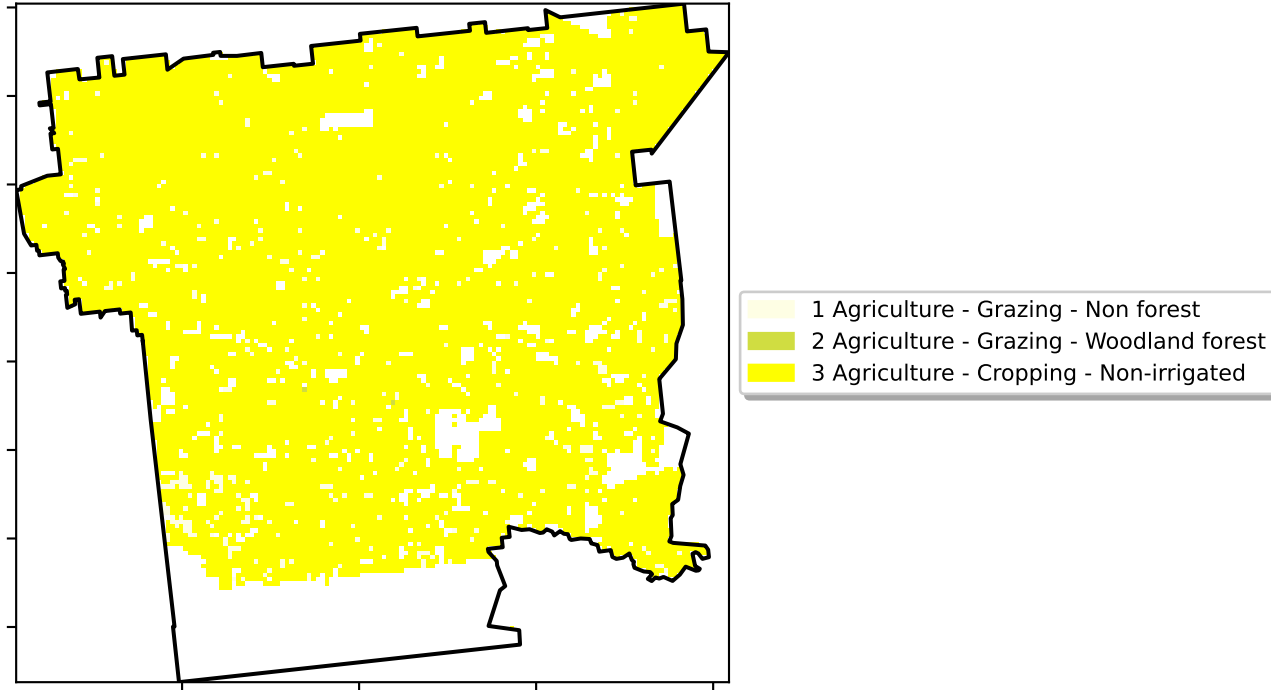 1 Agriculture - Grazing - Non forest
2 Agriculture - Grazing - Woodland forest
3 Agriculture - Cropping - Non-irrigated